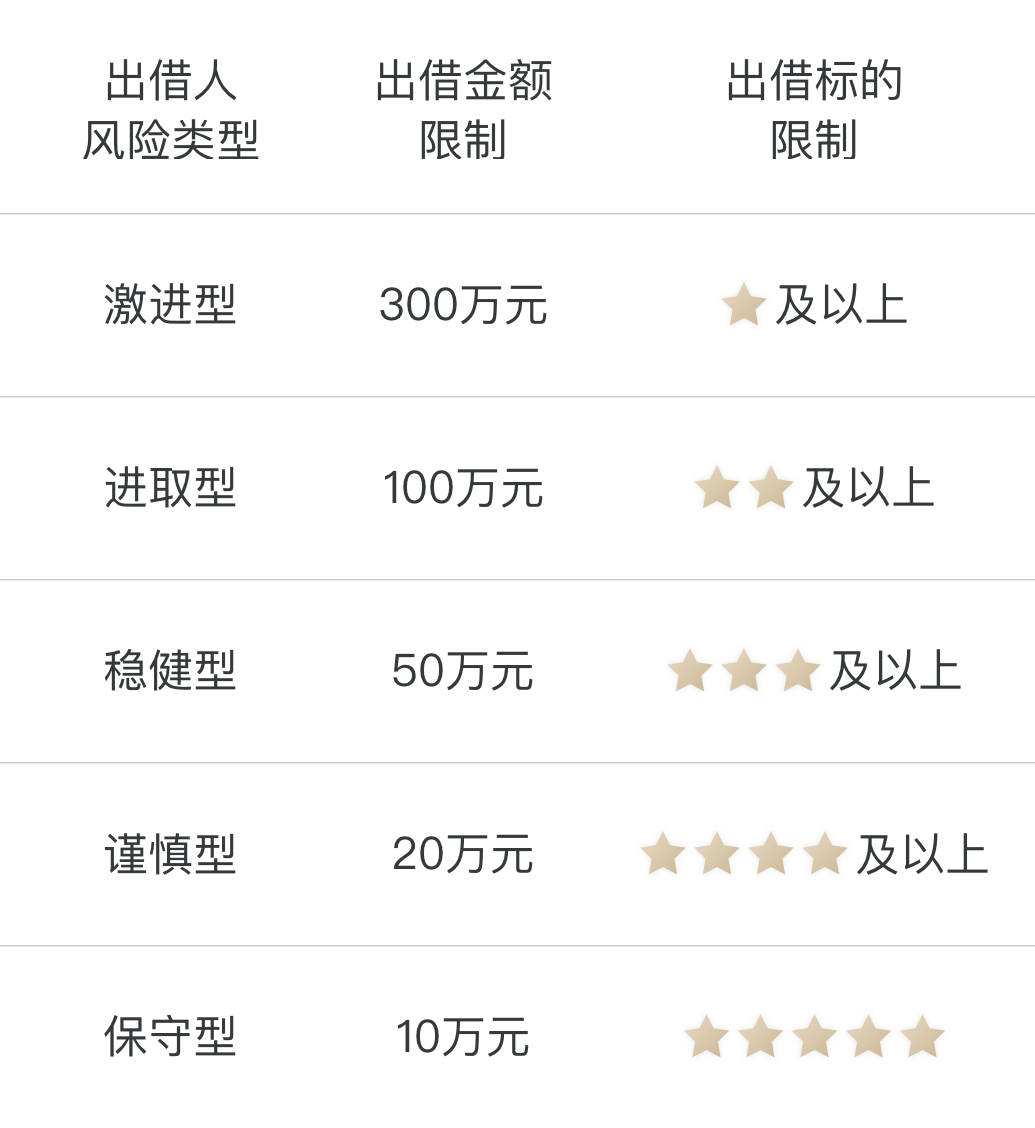 出借人 出借金额 出借标的
风险类型 限制 限制
激进型 300万元 ★及以上
进取型 100万元 ★★及以上
稳健型 50万元 ★★★及以上
谨慎型 20万元 ★★★★及以上
保守型 10万元 ★★★★★